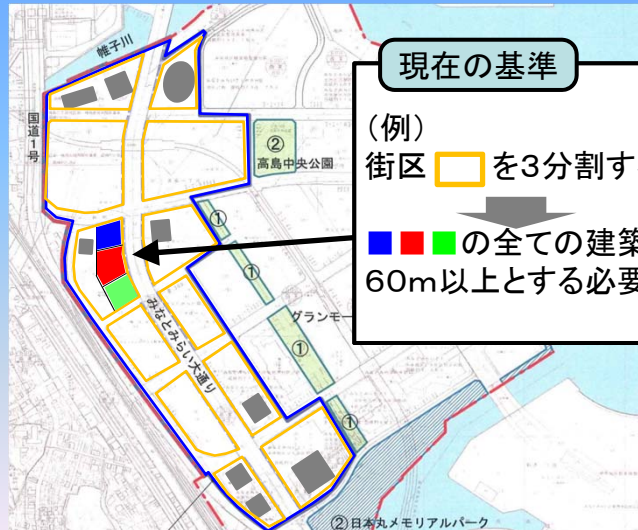 帷子川
国道1号
②
高島中央公園
①
①
グランモー
①
①
みなとみらい大通り
②日本丸メモリアルパーク
現在の基準
(例)
街区 を3分割す
の全ての建築
60m以上とする必要